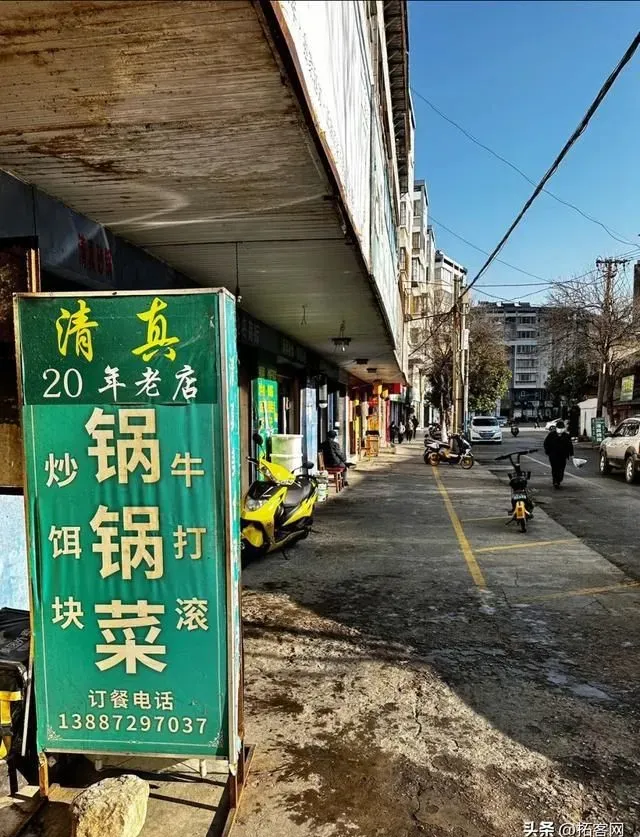 清真
20年老店
锅锅菜
炒饵块
牛打滚
订餐电话
13887297037
头条 @柘客网